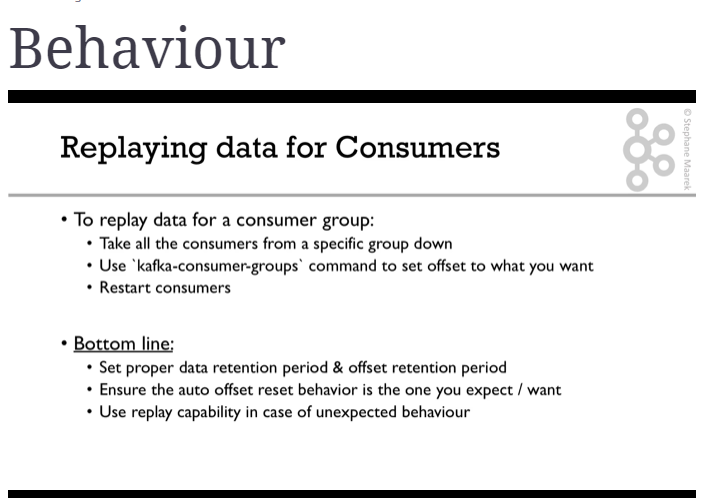 Behaviour
Replaying data for Consumers
© Stephane Maarek
• To replay data for a consumer group:
• Take all the consumers from a specific group down
• Use `kafka-consumer-groups` command to set offset to what you want
• Restart consumers
• Bottom line:
• Set proper data retention period & offset retention period
• Ensure the auto offset reset behavior is the one you expect / want
• Use replay capability in case of unexpected behaviour